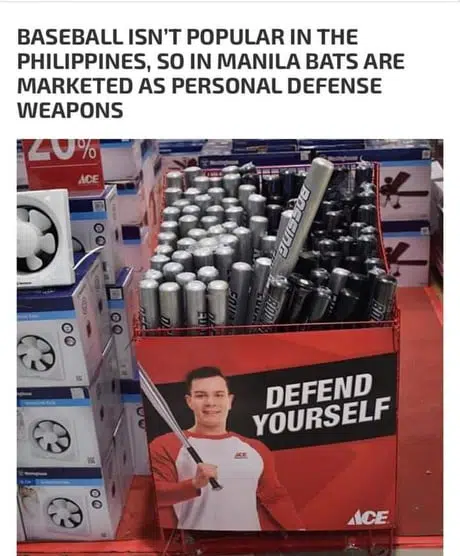 BASEBALL ISN'T POPULAR IN THE
PHILIPPINES, SO IN MANILA BATS ARE
MARKETED AS PERSONAL DEFENSE
WEAPONS
20%
ACE
DEFEND
YOURSELF
ACE
ACE